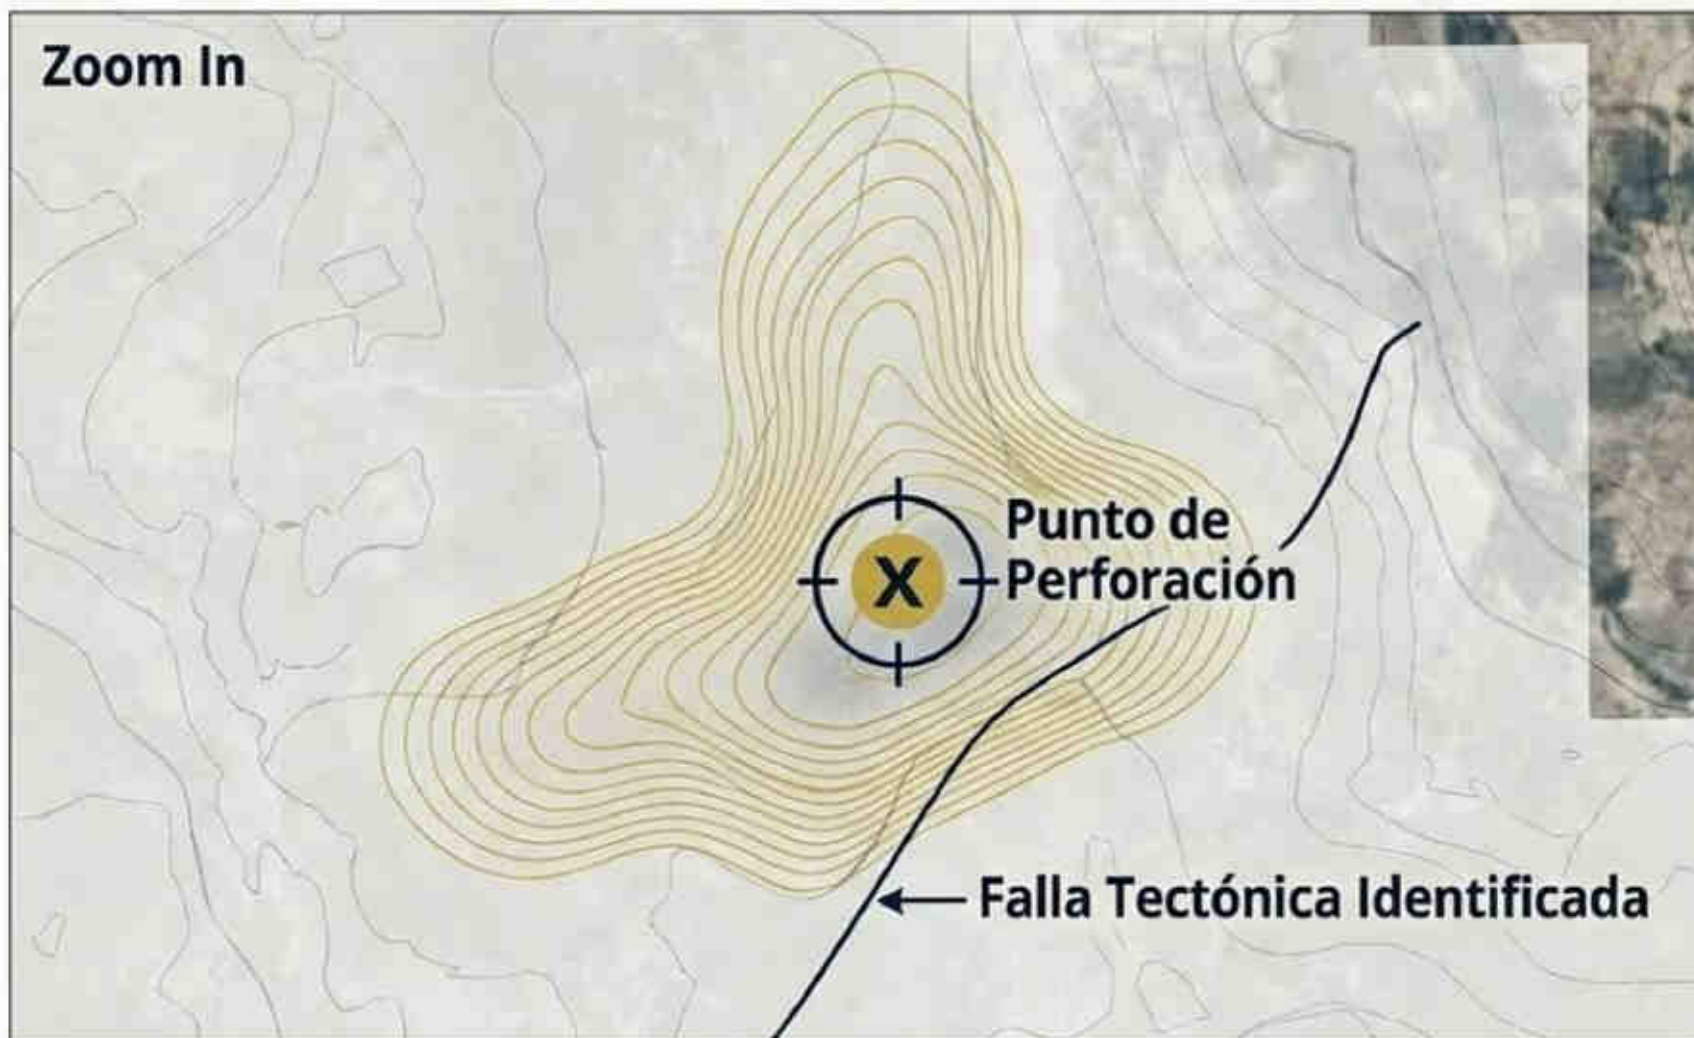 Zoom In
X
Punto de
Perforación
Falla Tectónica Identificada